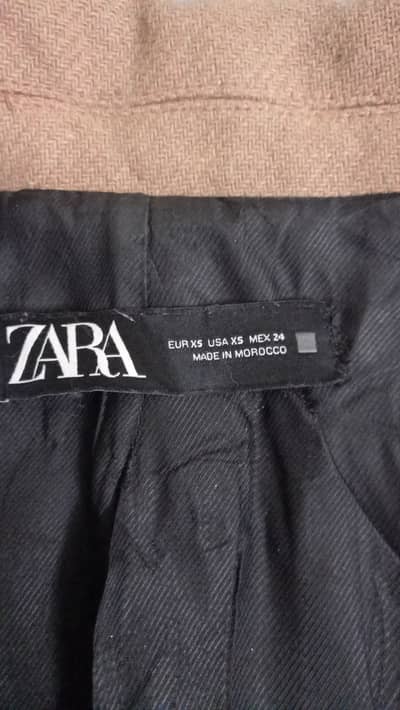 ZARA
EUR XS USA XS MEX 24
MADE IN MOROCCO